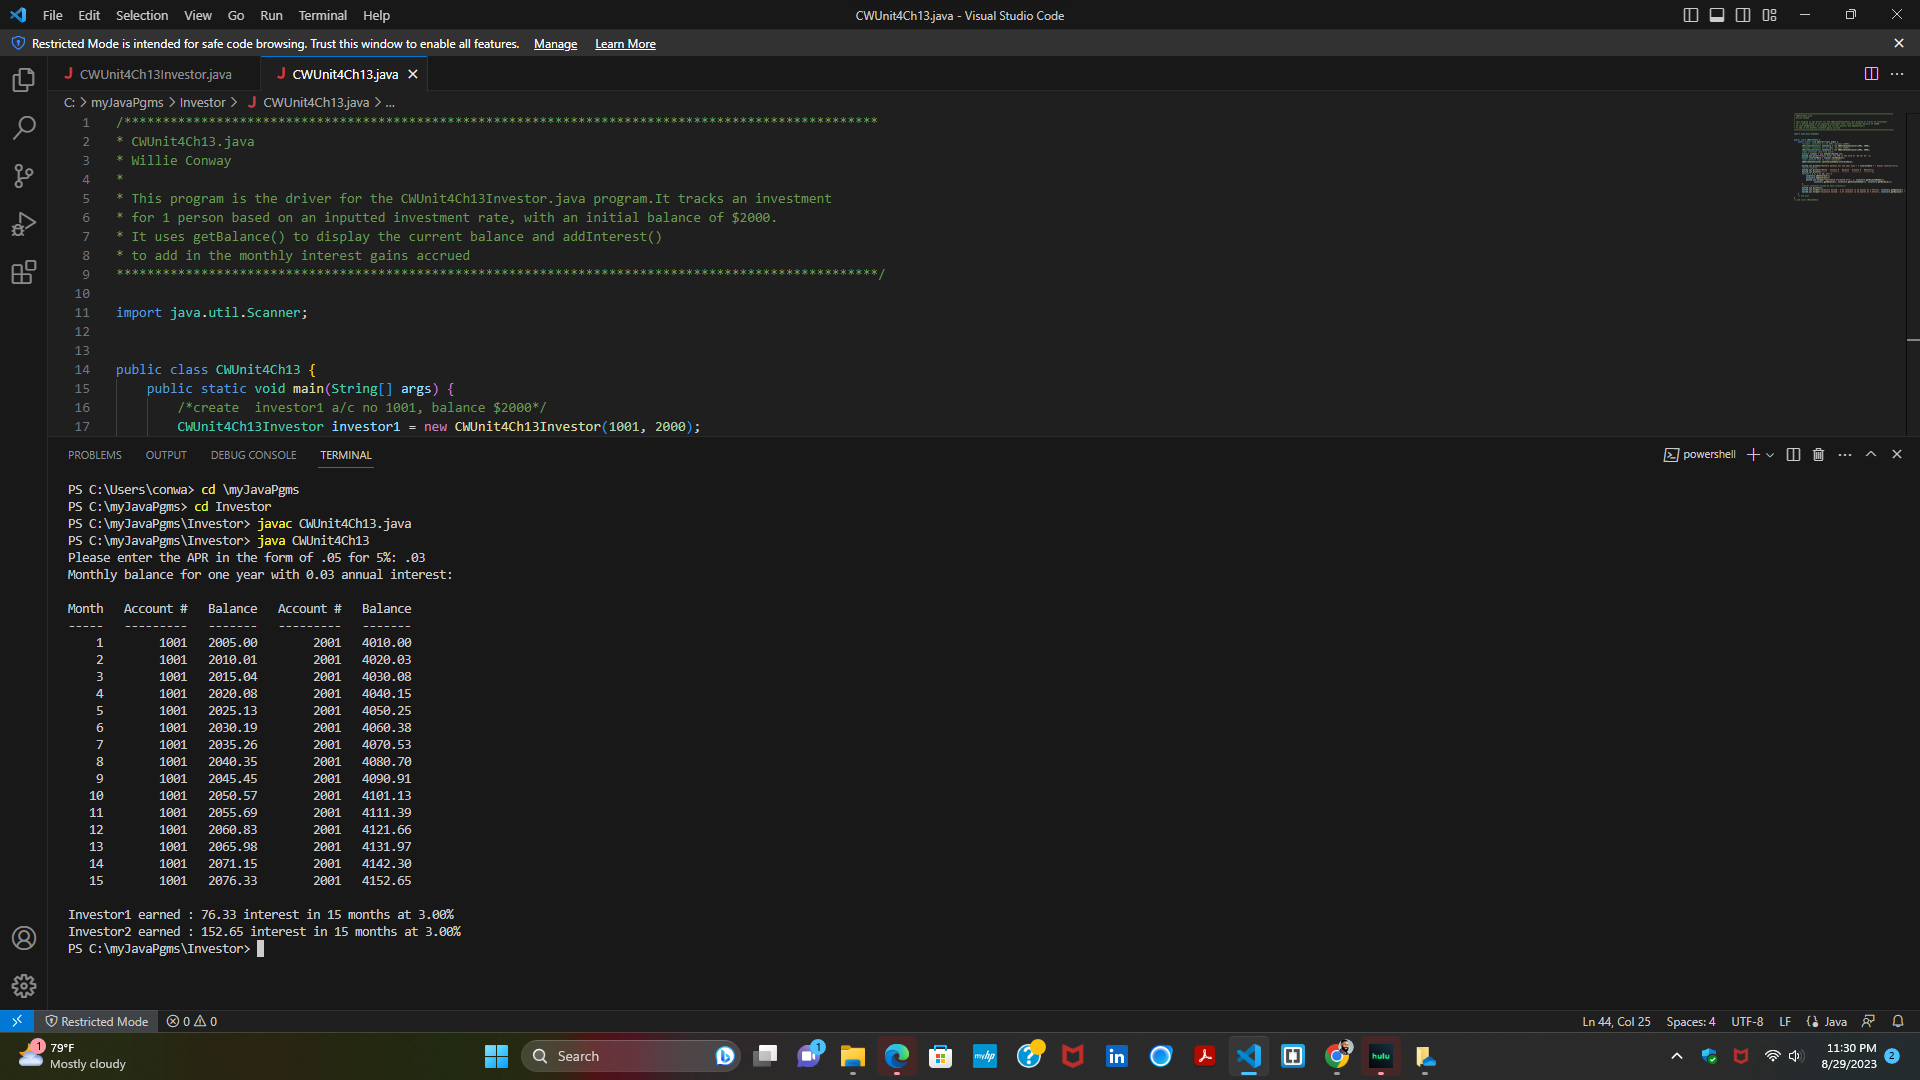 File Edit Selection View Go Run Terminal Help
CWUnit4Ch13.java - Visual Studio Code
Restricted Mode is intended for safe code browsing. Trust this window to enable all features. Manage Learn More
CWUnit4Ch13Investor.java CWUnit4Ch13.java
C: > myJavaPgms > Investor > CWUnit4Ch13.java > ...
1 /**************************************************************************************************
2 * CWUnit4Ch13.java
3 * Willie Conway
4 *
5 * This program is the driver for the CWUnit4Ch13Investor.java program.It tracks an investment
6 * for 1 person based on an inputted investment rate, with an initial balance of $2000.
7 * It uses getBalance() to display the current balance and addInterest()
8 * to add in the monthly interest gains accrued
9 ***************************************************************************************************/
10
11 import java.util.Scanner;
12
13
14 public class CWUnit4Ch13 {
15 public static void main(String[] args) {
16 /*create  investor1 a/c no 1001, balance $2000*/
17 CWUnit4Ch13Investor investor1 = new CWUnit4Ch13Investor(1001, 2000);
PROBLEMS OUTPUT DEBUG CONSOLE TERMINAL
powershell
PS C:\Users\conwa> cd \myJavaPgms
PS C:\myJavaPgms> cd Investor
PS C:\myJavaPgms\Investor> javac CWUnit4Ch13.java
PS C:\myJavaPgms\Investor> java CWUnit4Ch13
Please enter the APR in the form of .05 for 5%: .03
Monthly balance for one year with 0.03 annual interest:
Month Account # Balance Account # Balance
----- --------- ------- --------- -------
1 1001 2005.00 2001 4010.00
2 1001 2010.01 2001 4020.03
3 1001 2015.04 2001 4030.08
4 1001 2020.08 2001 4040.15
5 1001 2025.13 2001 4050.25
6 1001 2030.19 2001 4060.38
7 1001 2035.26 2001 4070.53
8 1001 2040.35 2001 4080.70
9 1001 2045.45 2001 4090.91
10 1001 2050.57 2001 4101.13
11 1001 2055.69 2001 4111.39
12 1001 2060.83 2001 4121.66
13 1001 2065.98 2001 4131.97
14 1001 2071.15 2001 4142.30
15 1001 2076.33 2001 4152.65
Investor1 earned : 76.33 interest in 15 months at 3.00%
Investor2 earned : 152.65 interest in 15 months at 3.00%
PS C:\myJavaPgms\Investor>
Restricted Mode 0 0
Ln 44, Col 25 Spaces: 4 UTF-8 LF Java
1 79°F
Mostly cloudy
Search
1
myhp
in
hulu
11:30 PM
8/29/2023
2